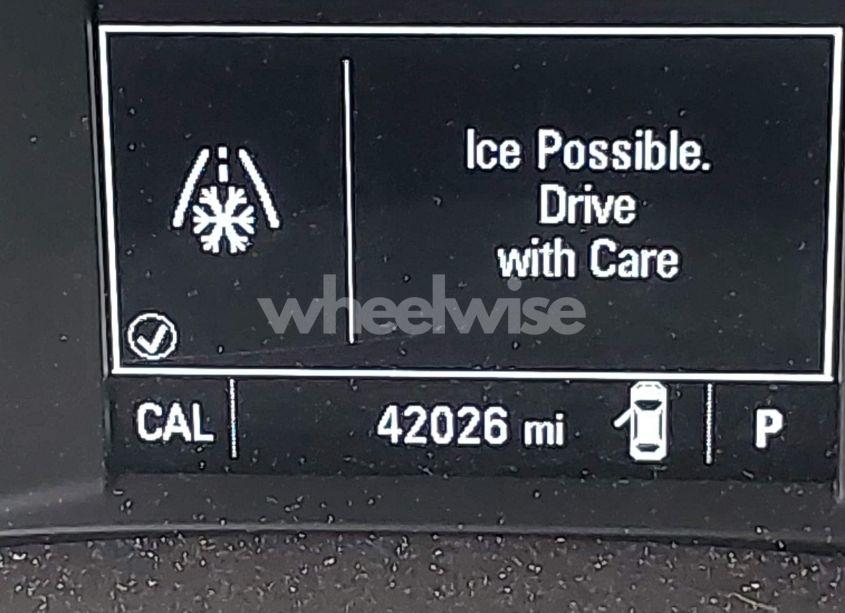 Ice Possible.
Drive
with Care
wheelwise
CAL 42026 mi P